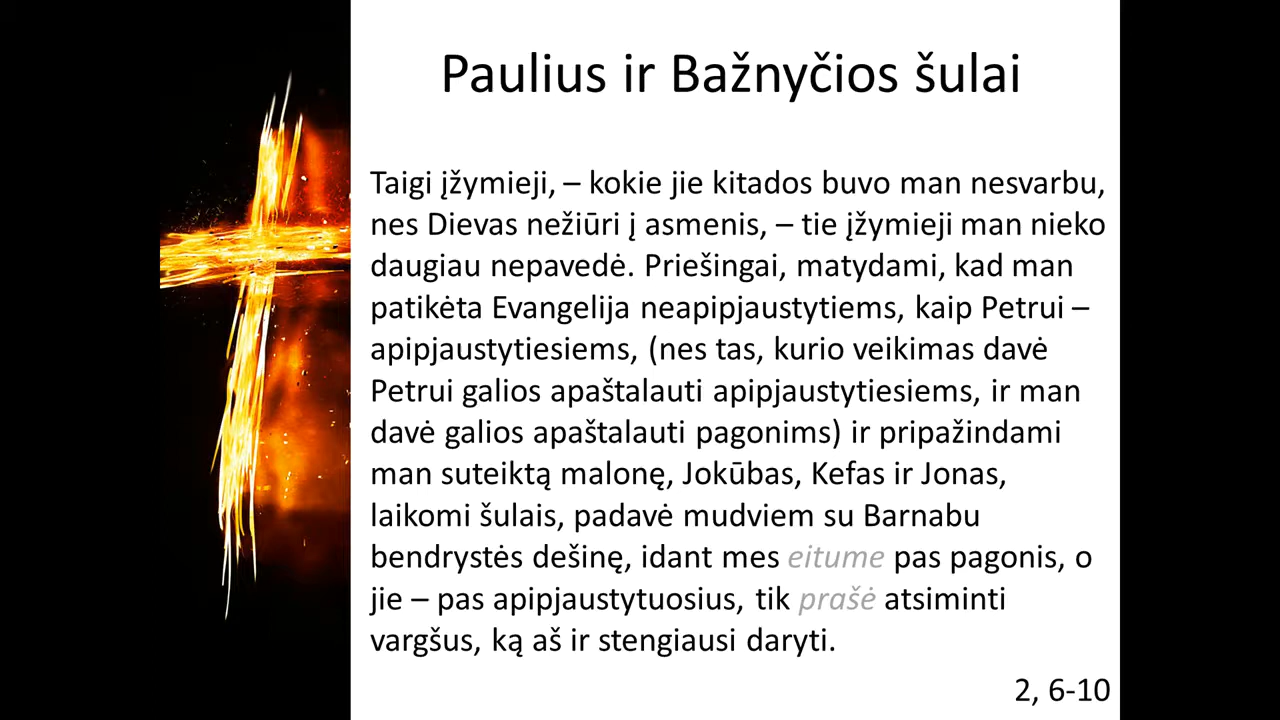 Paulius ir Bažnyčios šulai
Taigi įžymieji, – kokie jie kitados buvo man nesvarbu,
nes Dievas nežiūri į asmenis, – tie įžymieji man nieko
daugiau nepavedė. Priešingai, matydami, kad man
patikėta Evangelija neapipjaustytiems, kaip Petrui –
apipjaustytiesiems, (nes tas, kurio veikimas davė
Petrui galios apaštalauti apipjaustytiesiems, ir man
davė galios apaštalauti pagonims) ir pripažindami
man suteiktą malonę, Jokūbas, Kefas ir Jonas,
laikomi šulais, padavė mudviem su Barnabu
bendrystės dešinę, idant mes eitume pas pagonis, o
jie – pas apipjaustytuosius, tik prašė atsiminti
vargšus, ką aš ir stengiausi daryti.
2, 6-10